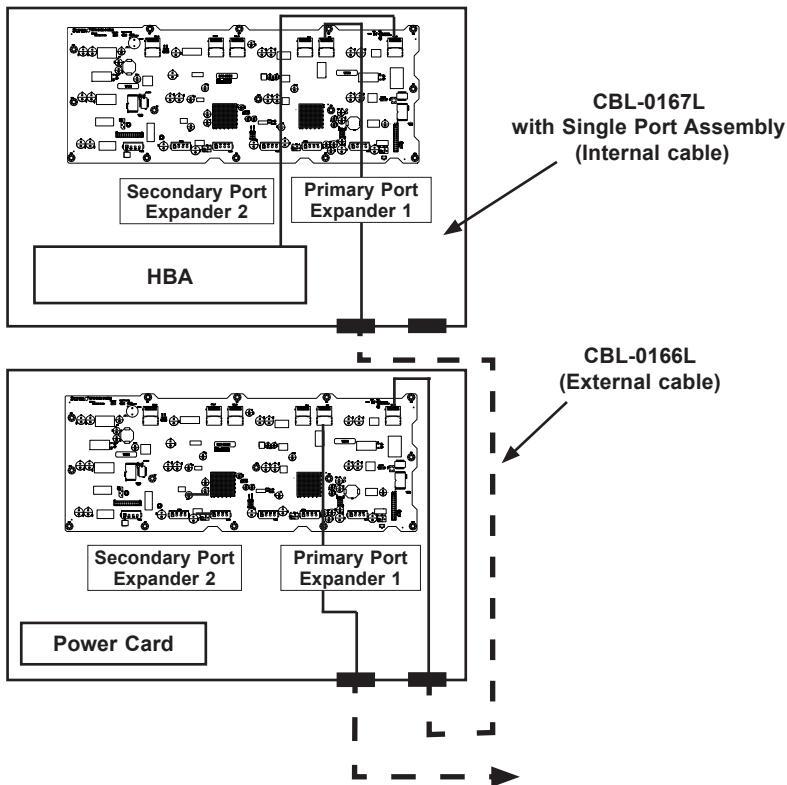 CBL-0167L
with Single Port Assembly
(Internal cable)
Secondary Port
Expander 2
Primary Port
Expander 1
HBA
CBL-0166L
(External cable)
Secondary Port
Expander 2
Primary Port
Expander 1
Power Card